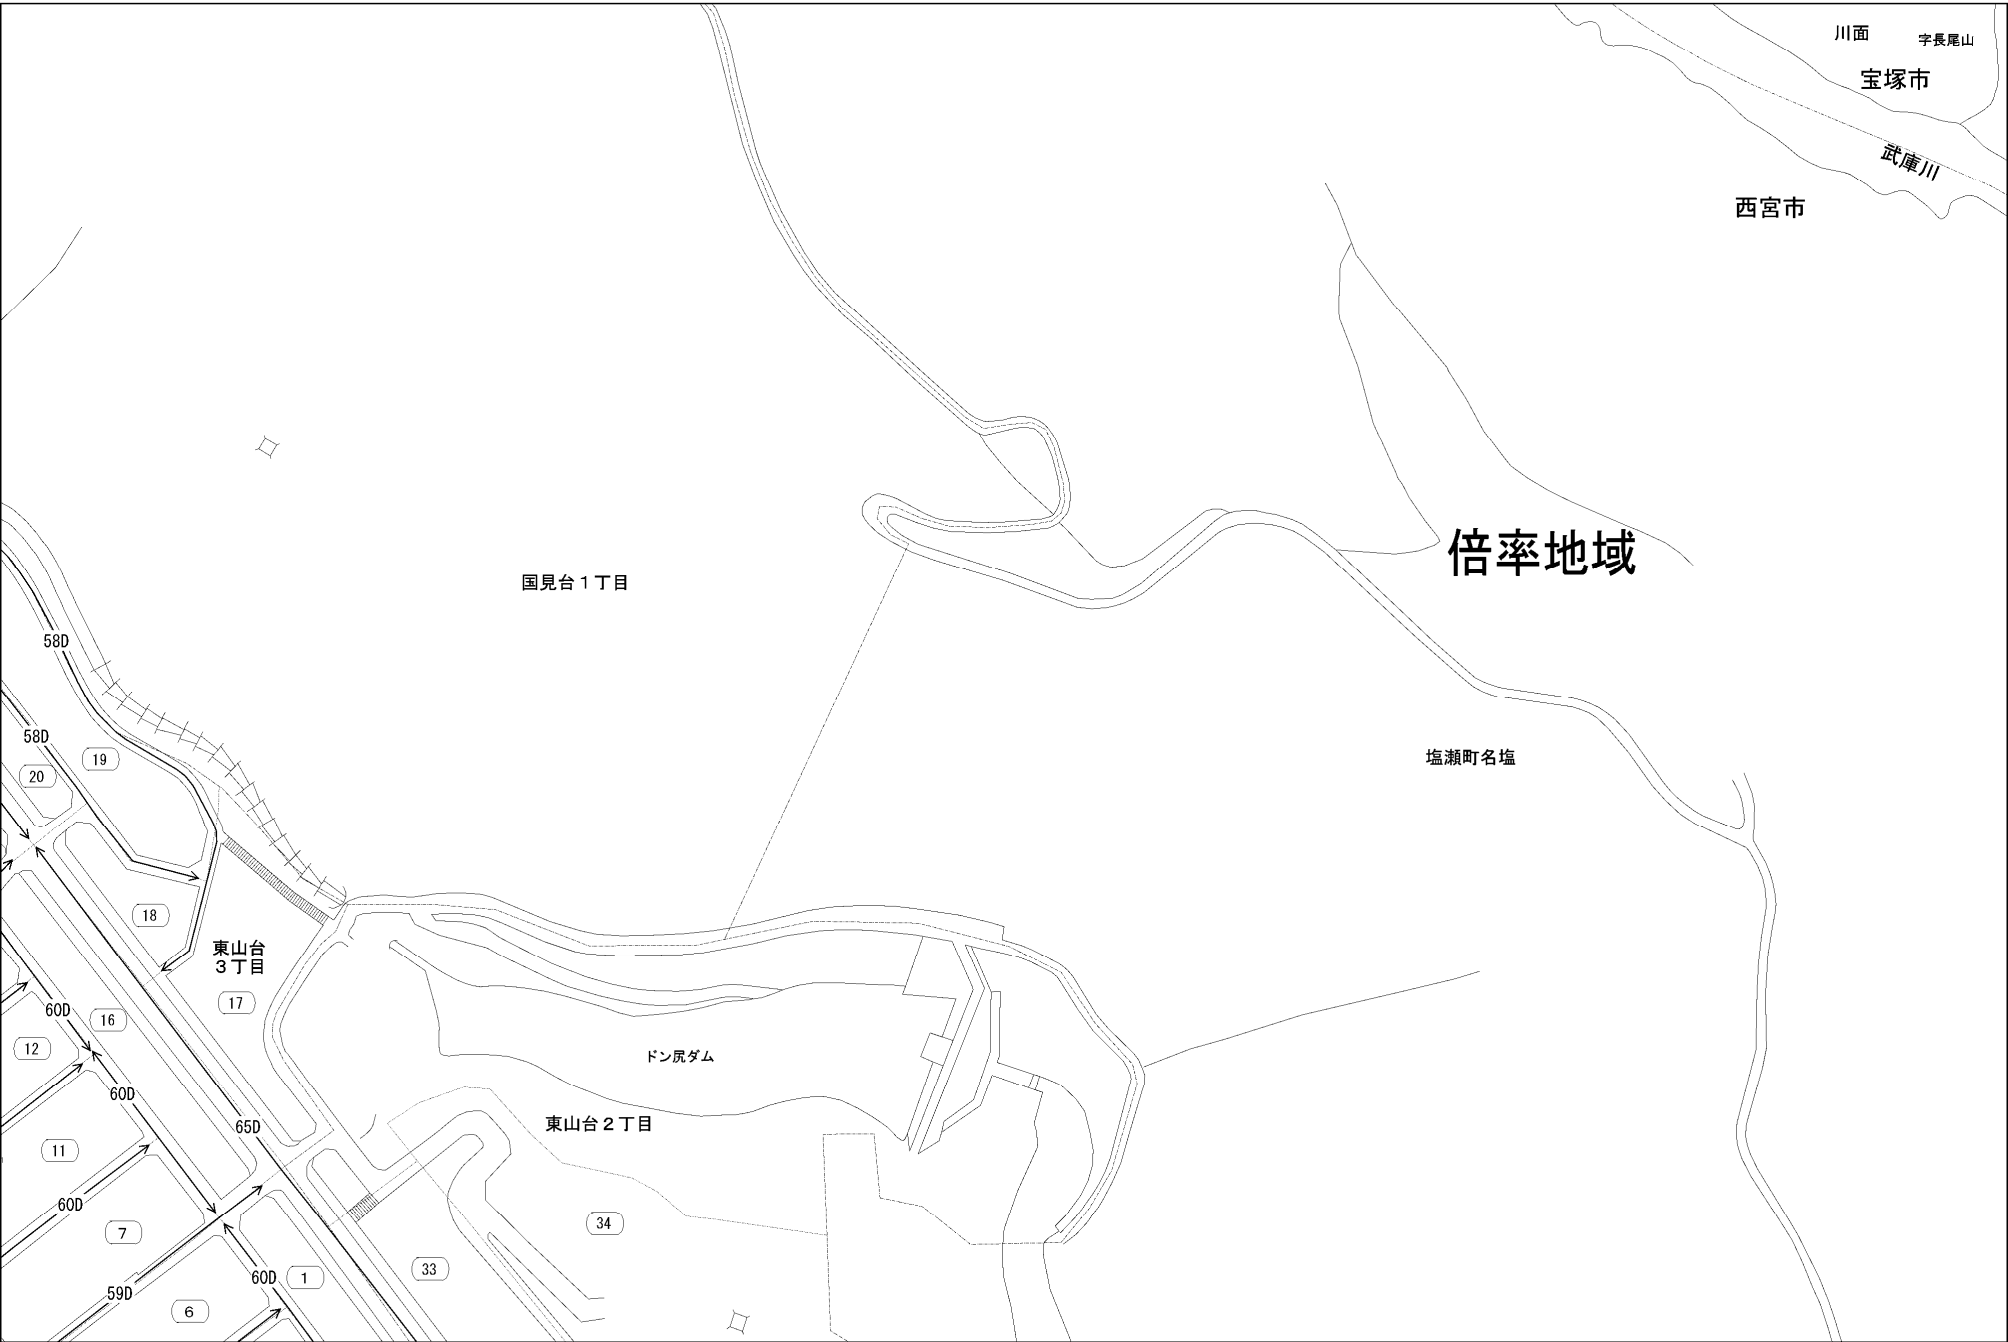 川面
字長尾山
宝塚市
武庫川
西宮市
国見台1丁目
倍率地域
58D
58D
19
20
塩瀬町名塩
18
東山台
3丁目
17
60D
16
12
ドン尻ダム
60D
65D
東山台2丁目
11
60D
7
34
59D
60D
1
33
6